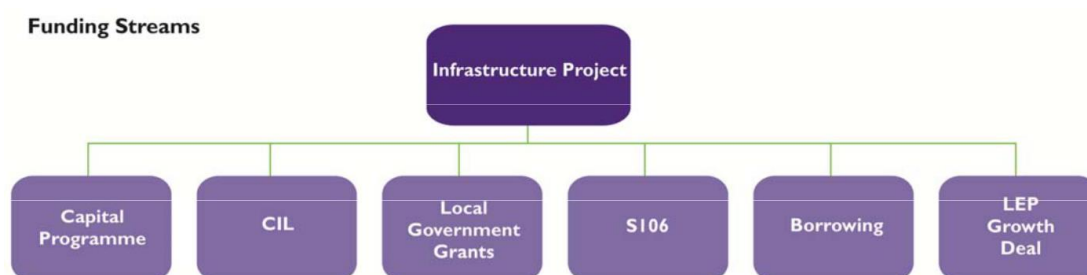 Funding Streams
Infrastructure Project
Capital
Programme
CIL
Local
Government
Grants
S106
Borrowing
LEP
Growth
Deal